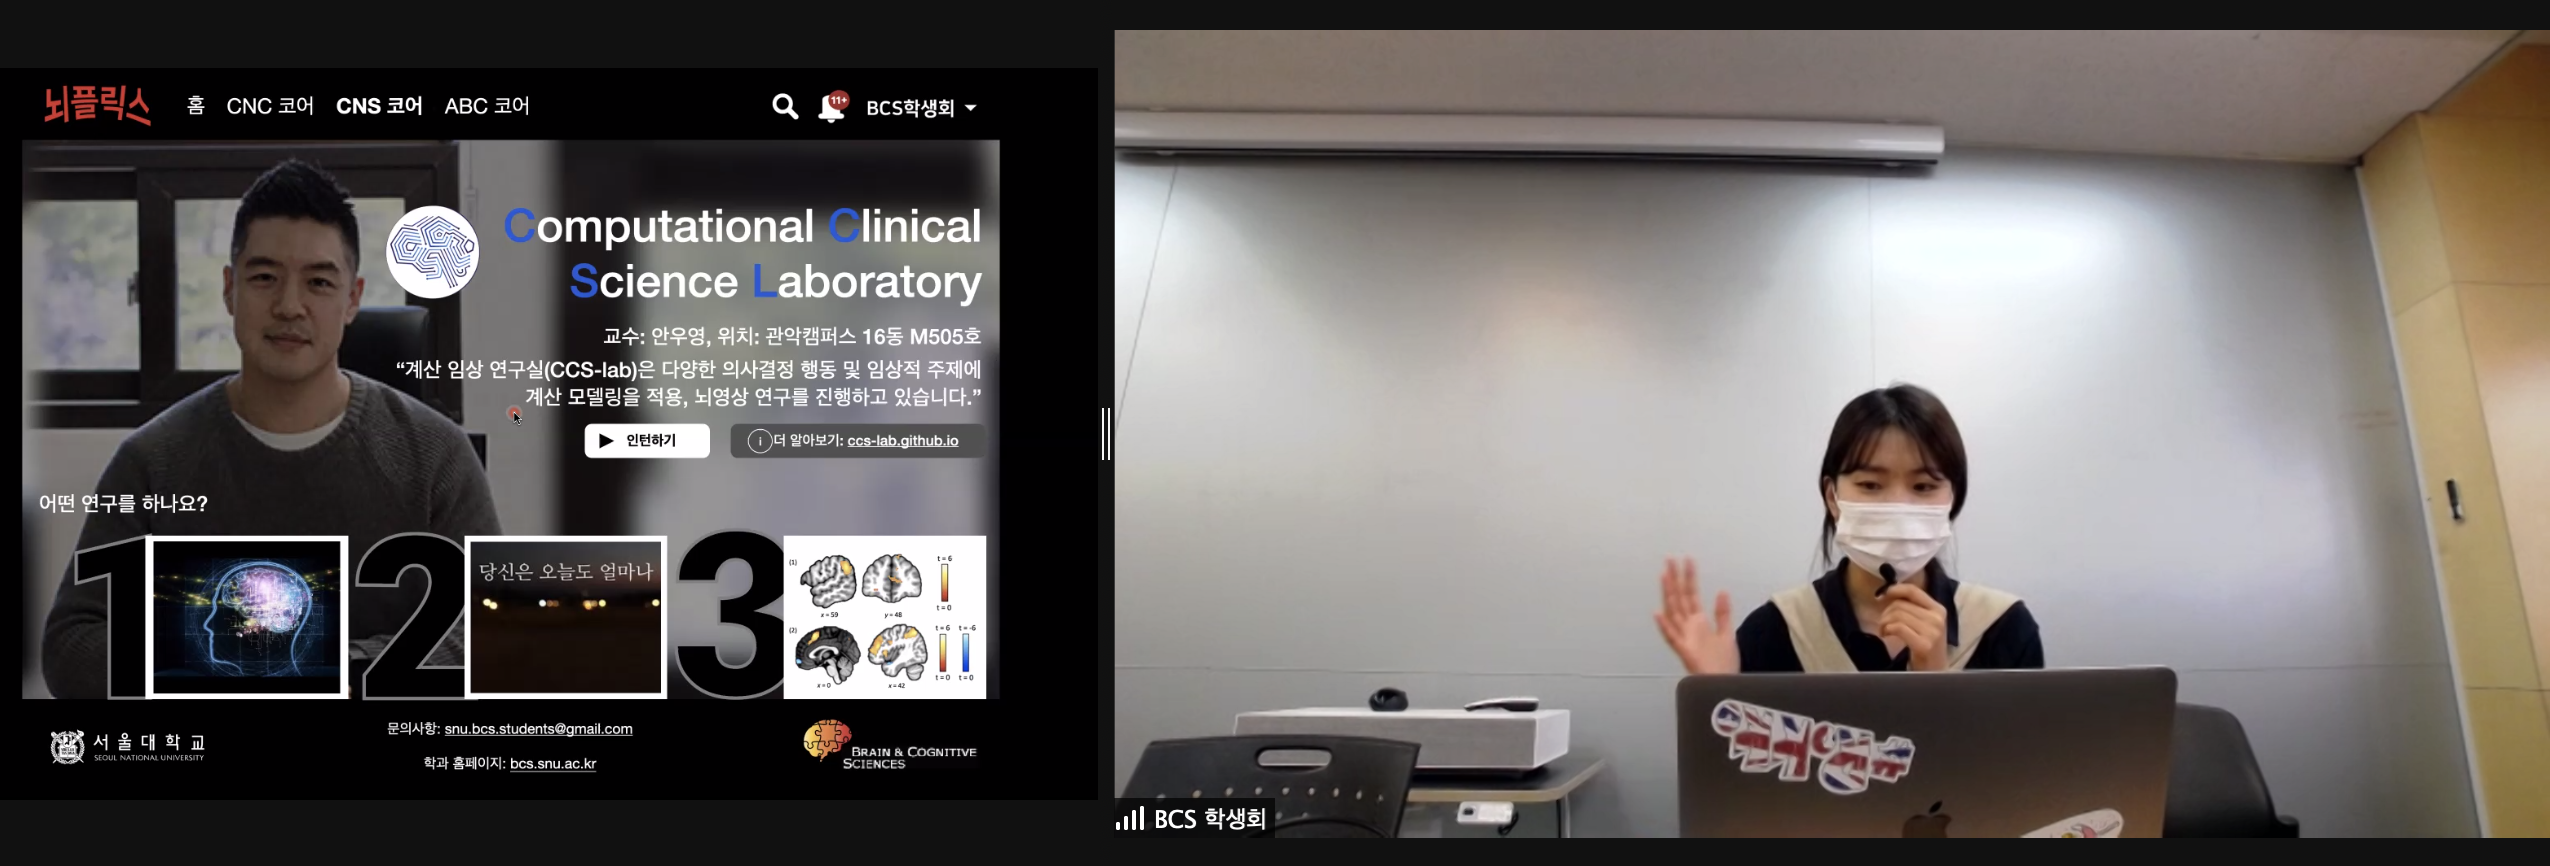 뇌플릭스 홈 CNC 코어 CNS 코어 ABC 코어 11+ BCS학생회
Computational Clinical
Science Laboratory
교수: 안우영, 위치: 관악캠퍼스 16동 M505호
“계산 임상 연구실(CCS-lab)은 다양한 의사결정 행동 및 임상적 주제에
계산 모델링을 적용, 뇌영상 연구를 진행하고 있습니다.”
인턴하기
i 더 알아보기: ccs-lab.github.io
어떤 연구를 하나요?
1
2
당신은 오늘도 얼마나
3
(1)
t = 6
t = 0
x = 59
y = 48
(2)
t = 6 t = -6
t = 0 t = 0
x = 0
x = 42
서울대학교
SEOUL NATIONAL UNIVERSITY
문의사항: snu.bcs.students@gmail.com
학과 홈페이지: bcs.snu.ac.kr
BRAIN & COGNITIVE
SCIENCES
BCS 학생회